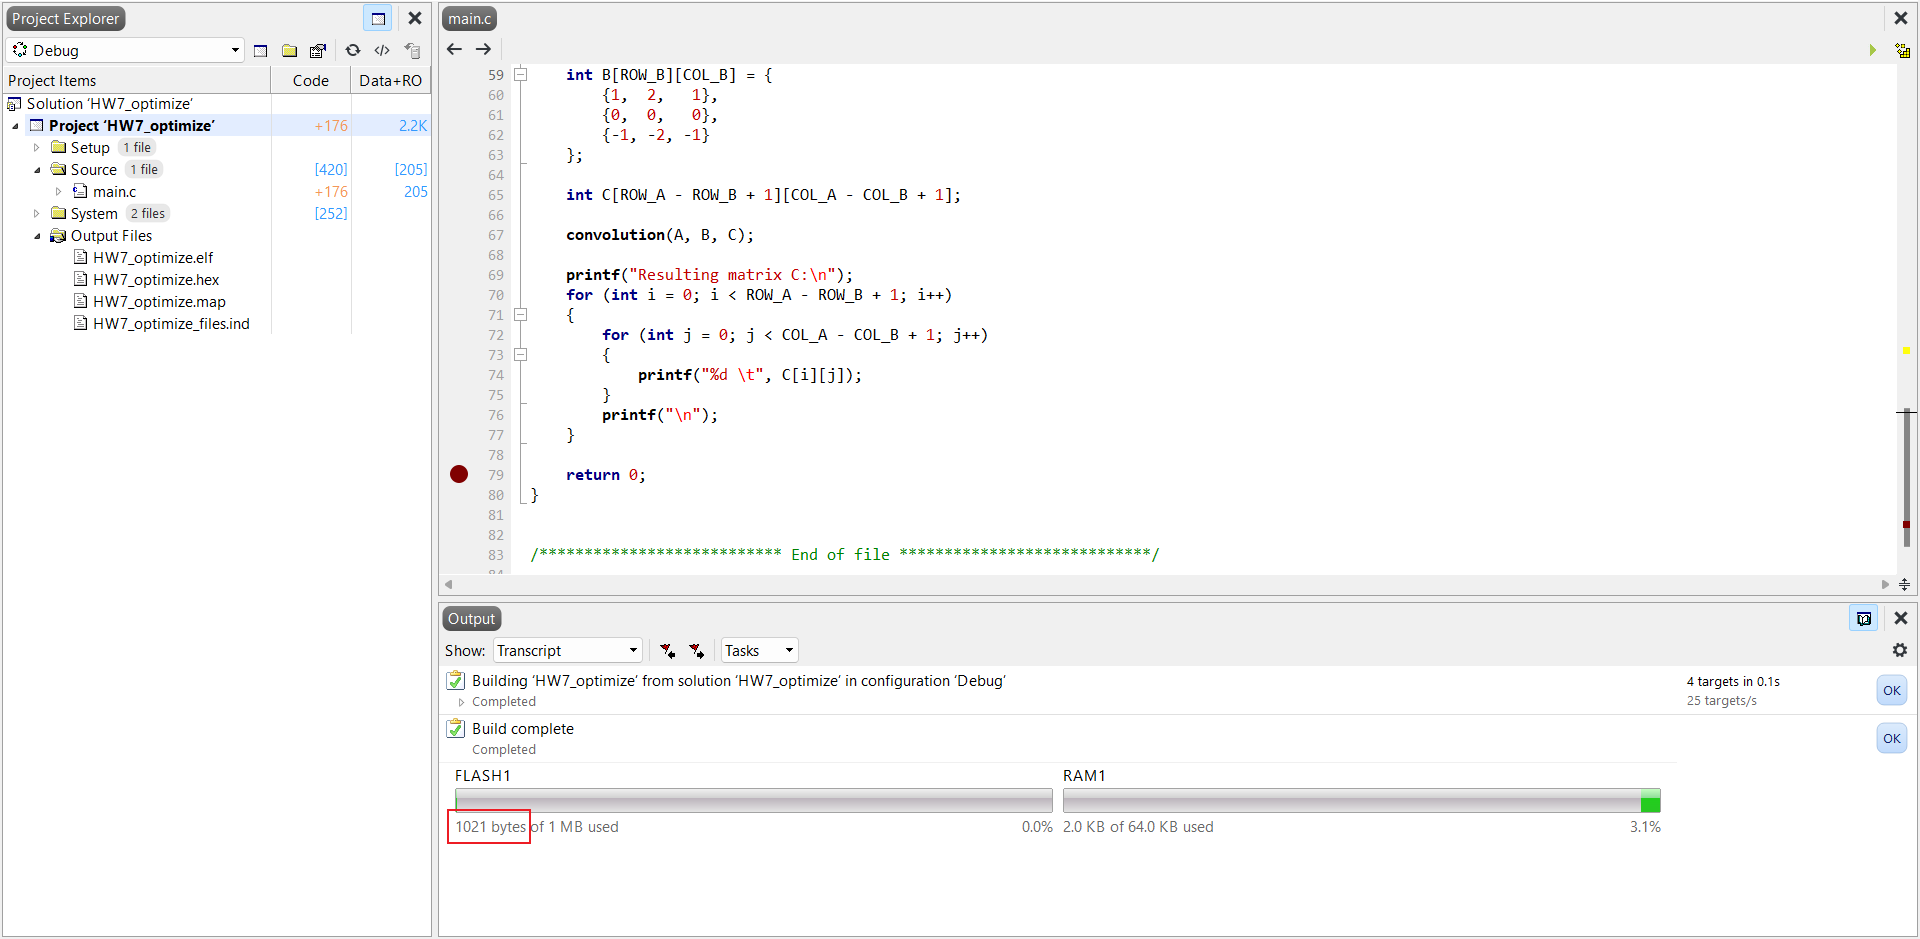 Project Explorer
Debug
Project Items Code Data+RO
Solution ‘HW7_optimize’
Project ‘HW7_optimize’ +176 2.2K
Setup 1 file
Source 1 file [420] [205]
main.c +176 205
System 2 files [252]
Output Files
HW7_optimize.elf
HW7_optimize.hex
HW7_optimize.map
HW7_optimize_files.ind
main.c
59 int B[ROW_B][COL_B] = {
60 {1, 2, 1},
61 {0, 0, 0},
62 {-1, -2, -1}
63 };
64
65 int C[ROW_A - ROW_B + 1][COL_A - COL_B + 1];
66
67 convolution(A, B, C);
68
69 printf("Resulting matrix C:\n");
70 for (int i = 0; i < ROW_A - ROW_B + 1; i++)
71 {
72 for (int j = 0; j < COL_A - COL_B + 1; j++)
73 {
74 printf("%d \t", C[i][j]);
75 }
76 printf("\n");
77 }
78
79 return 0;
80 }
81
82
83 /*************************** End of file ****************************/
Output
Show: Transcript Tasks
Building ‘HW7_optimize’ from solution ‘HW7_optimize’ in configuration ‘Debug’ 4 targets in 0.1s OK
Completed 25 targets/s
Build complete OK
Completed
FLASH1 RAM1
1021 bytes of 1 MB used 0.0% 2.0 KB of 64.0 KB used 3.1%